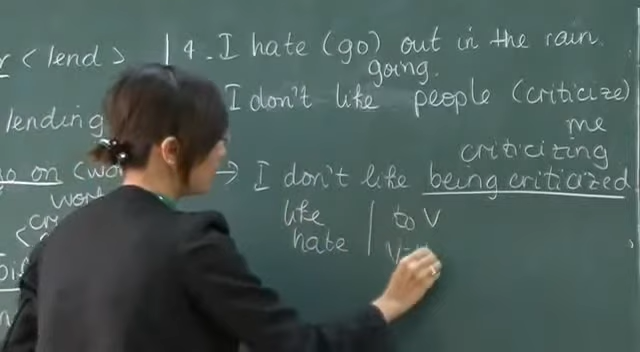 < lend >
lending
go on
wor
4. I hate (go) out in the rain.
going.
I don't like people (criticize)
me
criticizing
→ I don't like being criticized
like | to V
hate